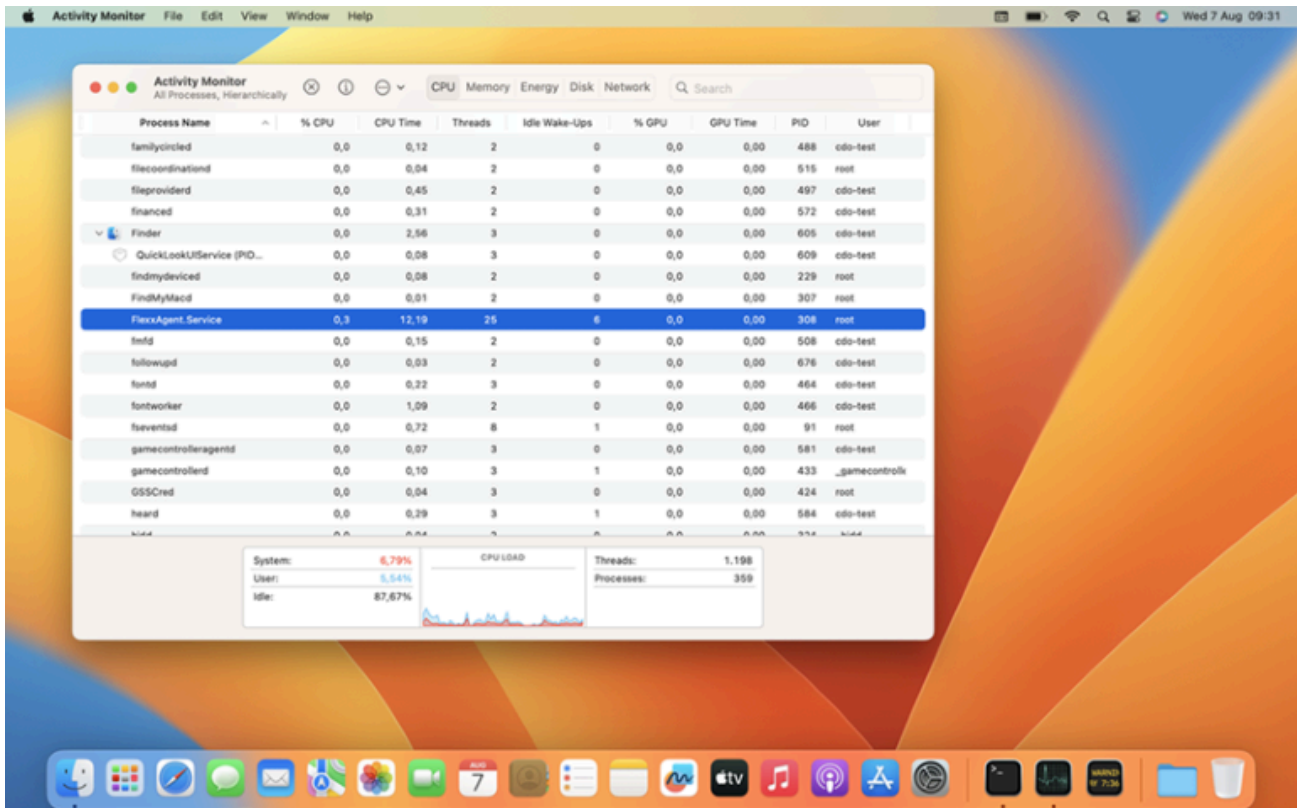 Activity Monitor File Edit View Window Help Wed 7 Aug 09:31
Activity Monitor
All Processes, Hierarchically
CPU Memory Energy Disk Network Search
Process Name % CPU CPU Time Threads Idle Wake-Ups % GPU GPU Time PID User
familycircled 0,0 0,12 2 0 0,0 0,00 488 cdo-test
filecoordinationd 0,0 0,04 2 0 0,0 0,00 515 root
fileproviderd 0,0 0,45 2 0 0,0 0,00 497 cdo-test
financed 0,0 0,31 2 0 0,0 0,00 572 cdo-test
Finder 0,0 2,56 3 0 0,0 0,00 605 cdo-test
QuickLookUIService (PID... 0,0 0,08 3 0 0,0 0,00 609 cdo-test
findmydeviced 0,0 0,08 2 0 0,0 0,00 229 root
FindMyMacd 0,0 0,01 2 0 0,0 0,00 307 root
FlexxAgent.Service 0,3 12,19 25 6 0,0 0,00 308 root
fmfd 0,0 0,15 2 0 0,0 0,00 508 cdo-test
followupd 0,0 0,03 2 0 0,0 0,00 676 cdo-test
fontd 0,0 0,22 3 0 0,0 0,00 464 cdo-test
fontworker 0,0 1,09 2 0 0,0 0,00 466 cdo-test
fseventsd 0,0 0,72 8 1 0,0 0,00 91 root
gamecontrolleragentd 0,0 0,07 3 0 0,0 0,00 581 cdo-test
gamecontrollerd 0,0 0,10 3 1 0,0 0,00 433 _gamecontrolle
GSSCred 0,0 0,04 3 0 0,0 0,00 424 root
heard 0,0 0,29 3 1 0,0 0,00 584 cdo-test
System: 6,79% CPU LOAD Threads: 1.198
User: 5,54% Processes: 359
Idle: 87,67%
AUG
7
tv